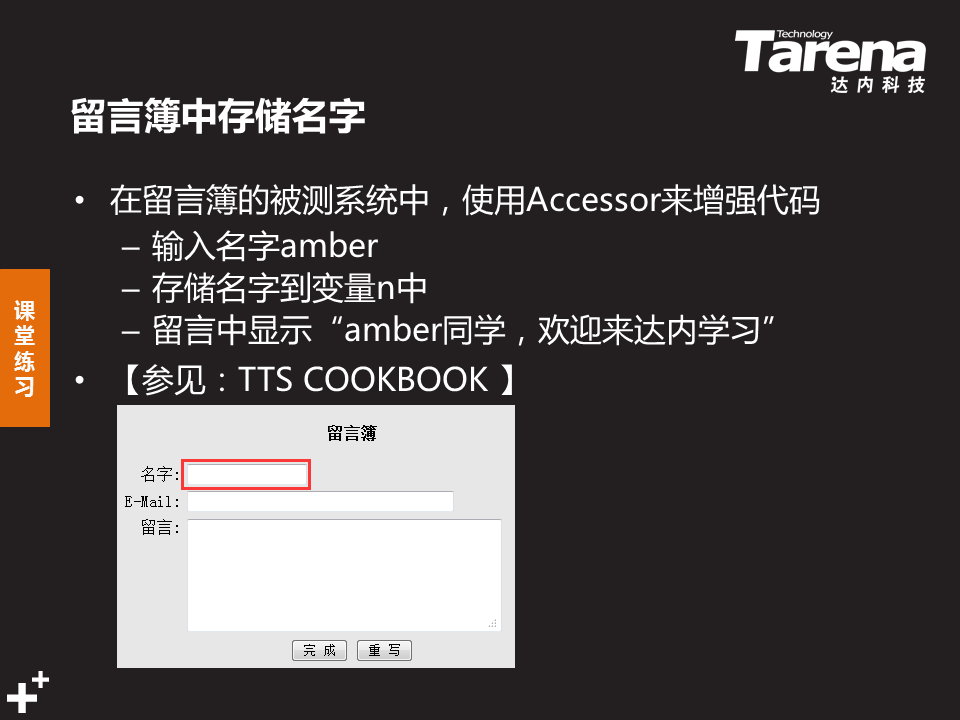 Technology
Tarena
达内科技
留言簿中存储名字
• 在留言簿的被测系统中，使用Accessor来增强代码
– 输入名字amber
– 存储名字到变量n中
– 留言中显示“amber同学，欢迎来达内学习”
• 【参见：TTS COOKBOOK 】
课堂练习
留言簿
名字:
E-Mail:
留言:
完 成 重 写